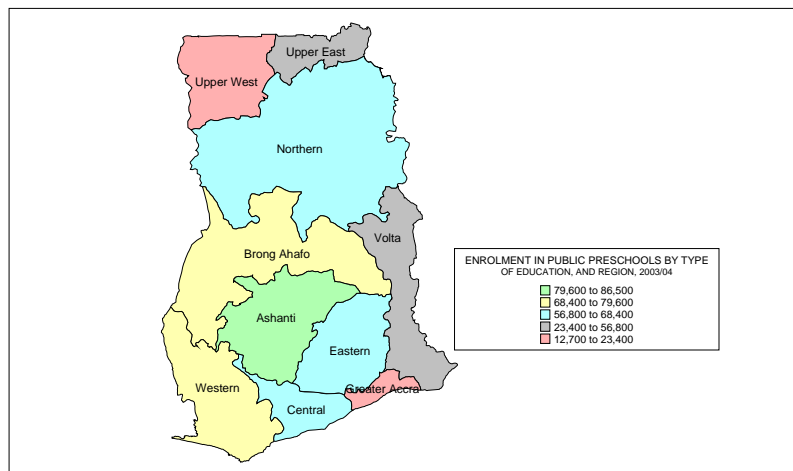 Upper East
Upper West
Northern
Volta
Brong Ahafo
Ashanti
Eastern
Western
Greater Accra
Central
ENROLMENT IN PUBLIC PRESCHOOLS BY TYPE
OF EDUCATION, AND REGION, 2003/04
79,600 to 86,500
68,400 to 79,600
56,800 to 68,400
23,400 to 56,800
12,700 to 23,400